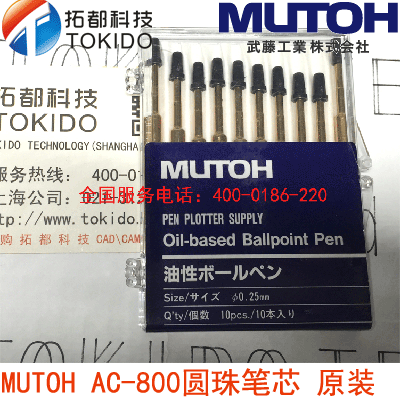 拓都科技
TOKIDO
MUTOH
武藤工業株式会社
拓都科技
TOKIDO
KIDO TECHNOLOGY(SHANGHA
服务热线: 400-0
上海公司: 021-3
www.tokido.
购拓都科技CAD\CAM
MUTOH
全国服务电话: 400-0186-220
PEN PLOTTER SUPPLY
Oil-based Ballpoint Pen
油性ボールペン
Size/サイズ φ0.25mm
Q'ty/個数 10pcs./10本入り
MUTOH AC-800圆珠笔芯 原装